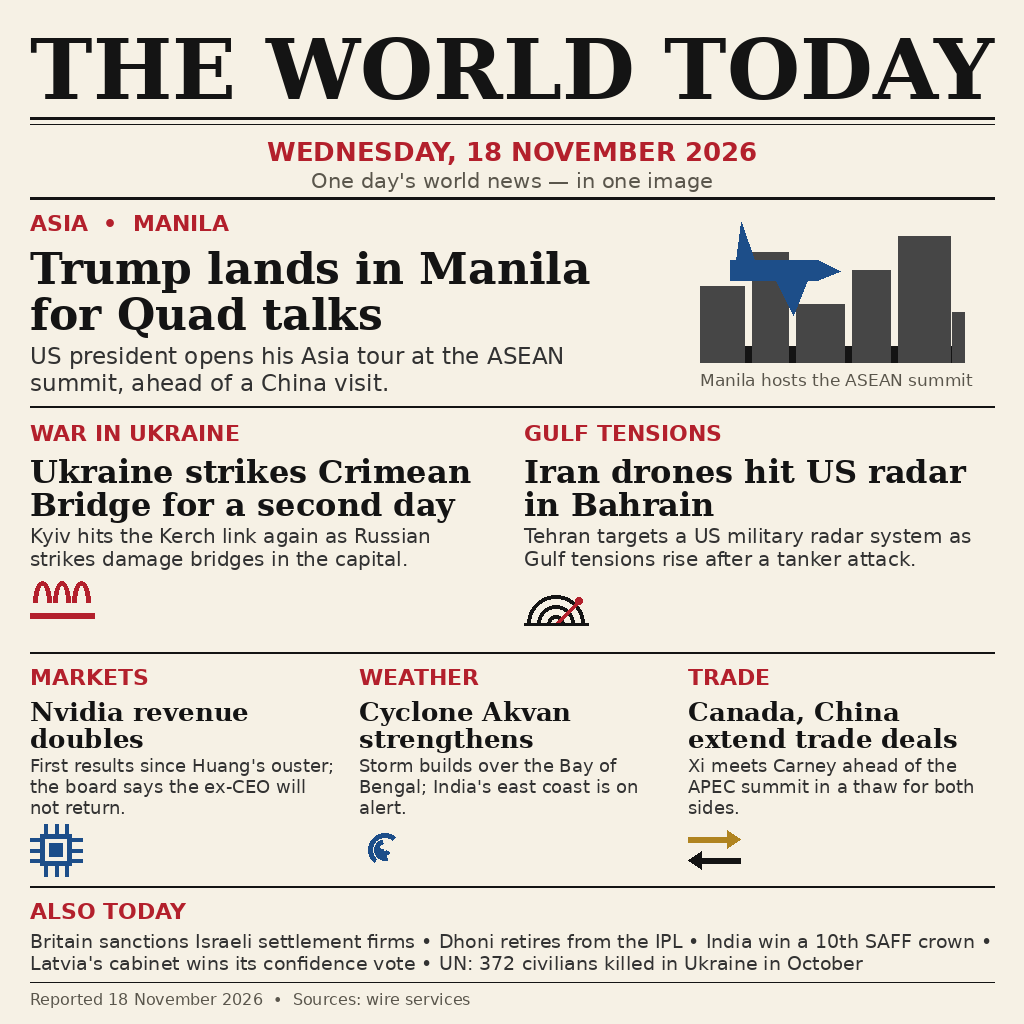 THE WORLD TODAY
WEDNESDAY, 18 NOVEMBER 2026
One day's world news — in one image
ASIA • MANILA
Trump lands in Manila
for Quad talks
US president opens his Asia tour at the ASEAN
summit, ahead of a China visit.
Manila hosts the ASEAN summit
WAR IN UKRAINE
Ukraine strikes Crimean
Bridge for a second day
Kyiv hits the Kerch link again as Russian
strikes damage bridges in the capital.
GULF TENSIONS
Iran drones hit US radar
in Bahrain
Tehran targets a US military radar system as
Gulf tensions rise after a tanker attack.
MARKETS
Nvidia revenue
doubles
First results since Huang's ouster;
the board says the ex-CEO will
not return.
WEATHER
Cyclone Akvan
strengthens
Storm builds over the Bay of
Bengal; India's east coast is on
alert.
TRADE
Canada, China
extend trade deals
Xi meets Carney ahead of the
APEC summit in a thaw for both
sides.
ALSO TODAY
Britain sanctions Israeli settlement firms • Dhoni retires from the IPL • India win a 10th SAFF crown •
Latvia's cabinet wins its confidence vote • UN: 372 civilians killed in Ukraine in October
Reported 18 November 2026 • Sources: wire services